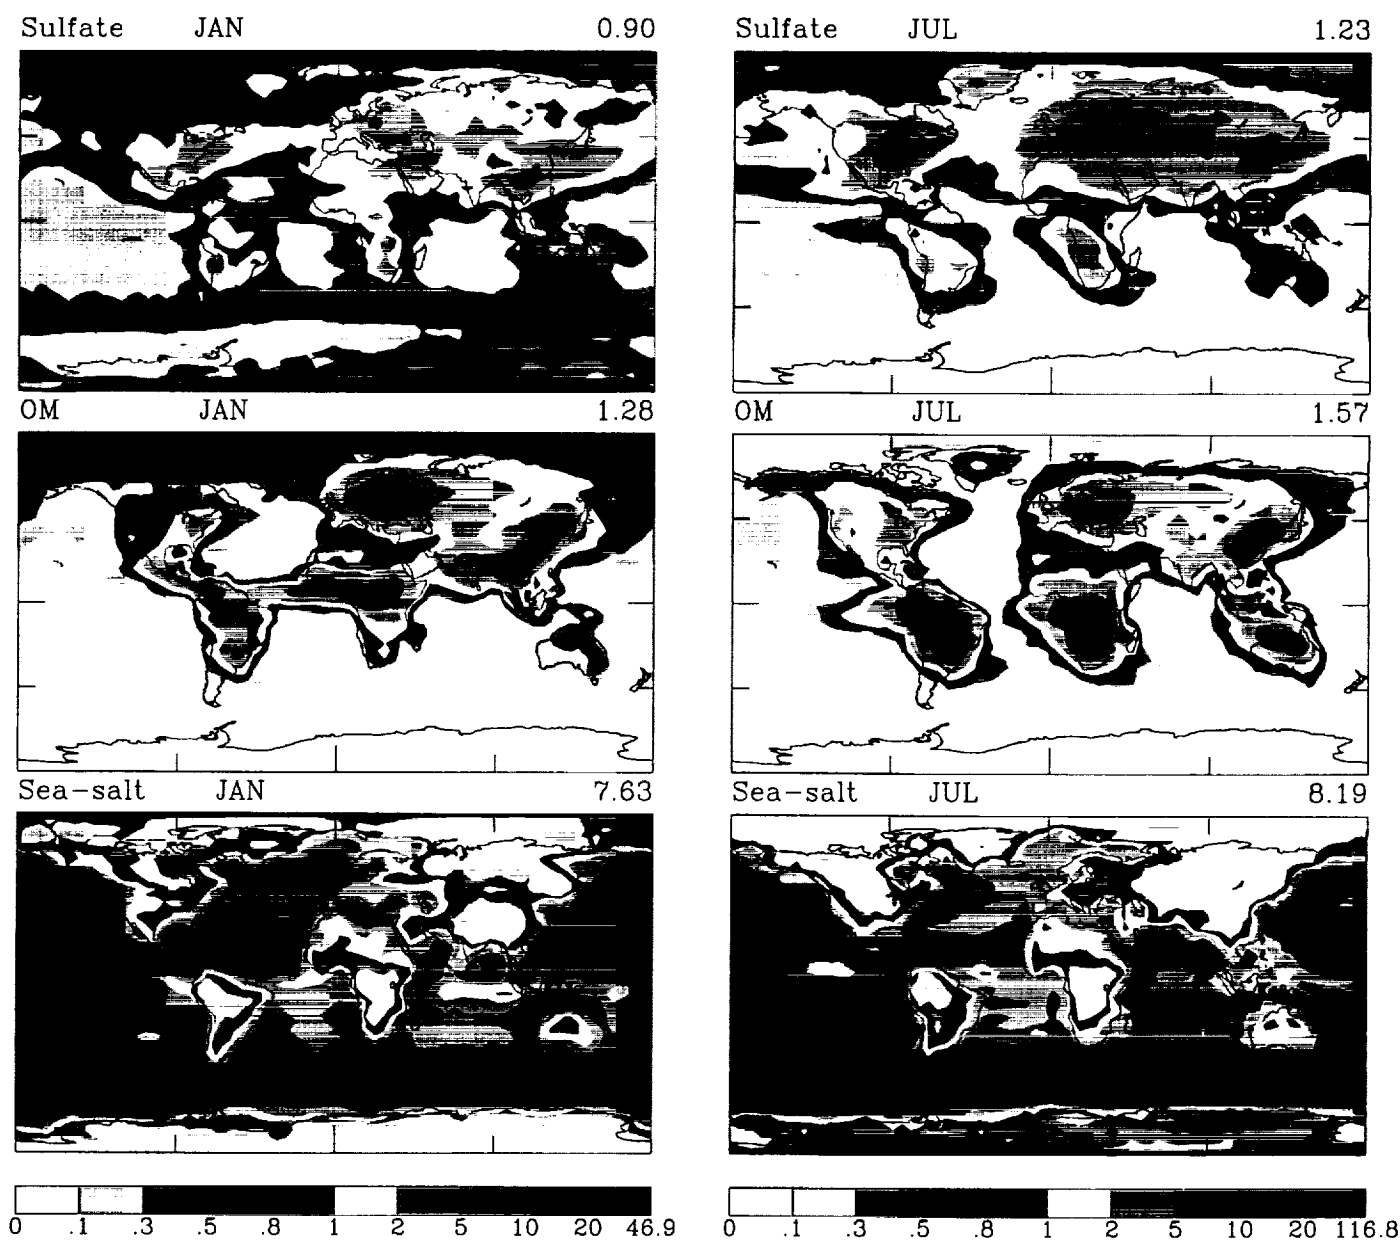 Sulfate JAN 0.90
Sulfate JUL 1.23
OM JAN 1.28
OM JUL 1.57
Sea-salt JAN 7.63
Sea-salt JUL 8.19
0 .1 .3 .5 .8 1 2 5 10 20 46.9
0 .1 .3 .5 .8 1 2 5 10 20 116.8